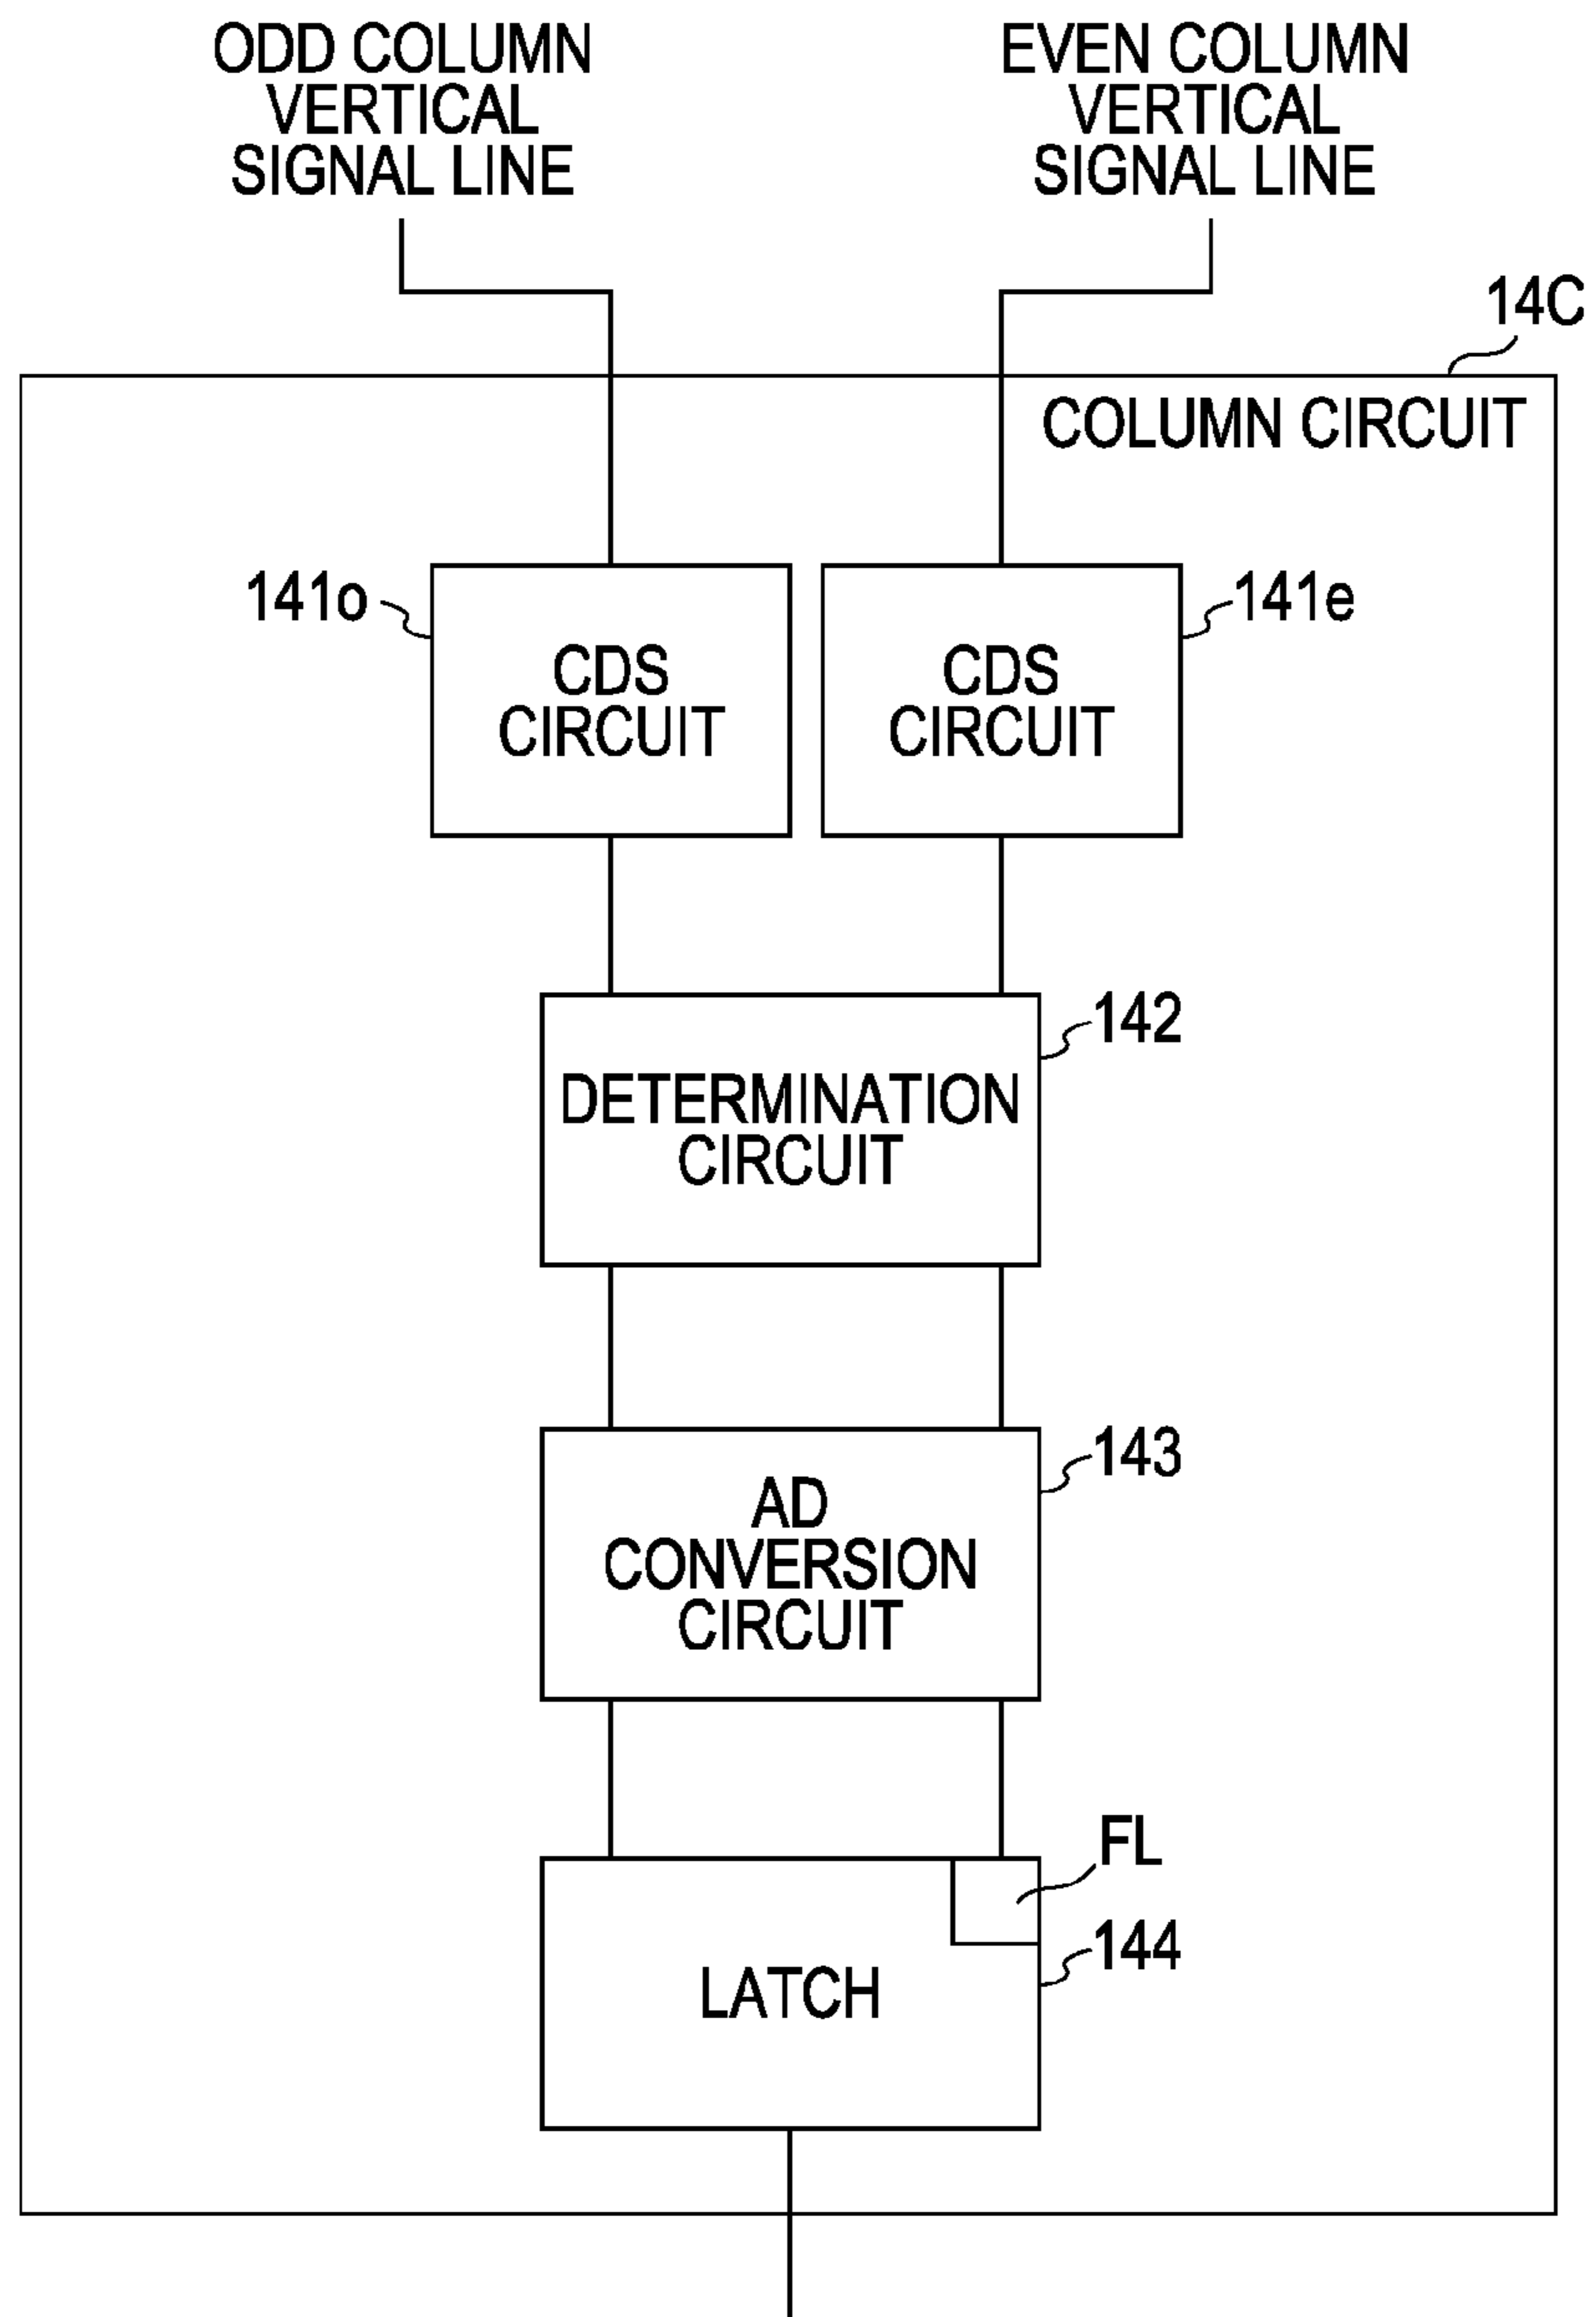 ODD COLUMN
VERTICAL
SIGNAL LINE
EVEN COLUMN
VERTICAL
SIGNAL LINE
14C
COLUMN CIRCUIT
141o
CDS
CIRCUIT
CDS
CIRCUIT
141e
DETERMINATION
CIRCUIT
142
AD
CONVERSION
CIRCUIT
143
FL
LATCH
144